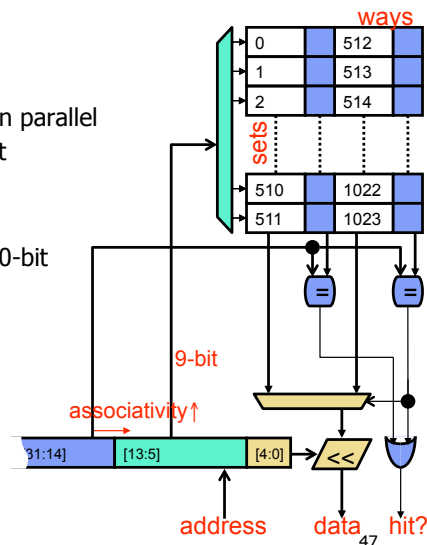 ways
0 512
1 513
2 514
sets
510 1022
511 1023
n parallel
t
0-bit
= =
9-bit
associativity↑
31:14] [13:5] [4:0]
<<
address data hit?
47